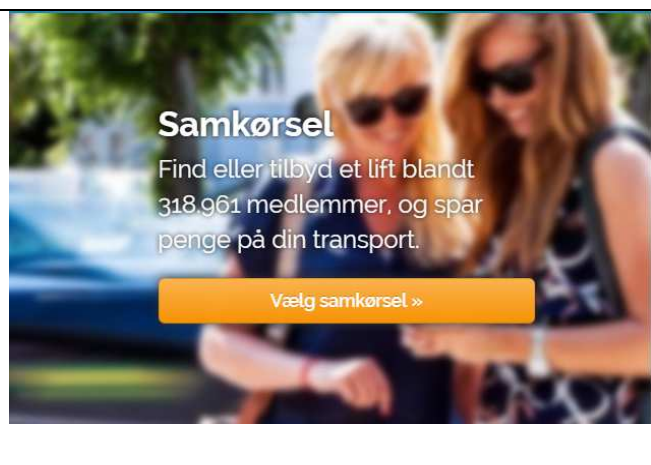 Samkørsel
Find eller tilbyd et lift blandt
318.961 medlemmer, og spar
penge på din transport.
Vælg samkørsel »